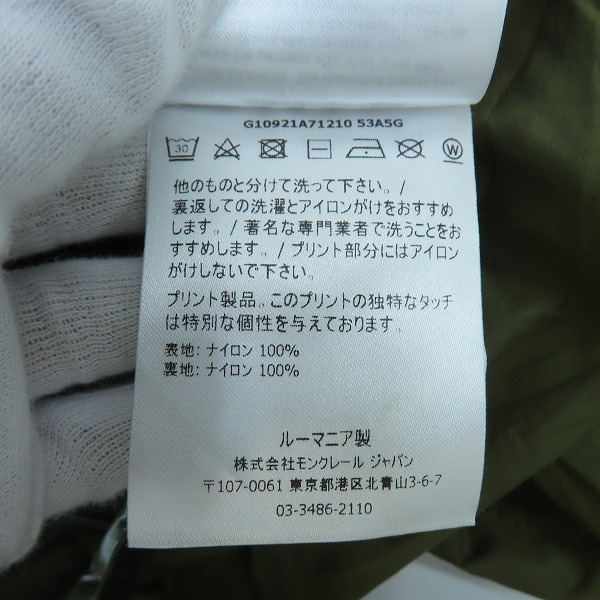 G10921A71210 53A5G
30
W
他のものと分けて洗って下さい。/
裏返しての洗濯とアイロンがけをおすすめ
します。/ 著名な専門業者で洗うことをお
すすめします。/ プリント部分にはアイロン
がけしないで下さい。
プリント製品。このプリントの独特なタッチ
は特別な個性を与えております。
表地: ナイロン 100%
裏地: ナイロン 100%
ルーマニア製
株式会社モンクレール ジャパン
〒107-0061 東京都港区北青山3-6-7
03-3486-2110